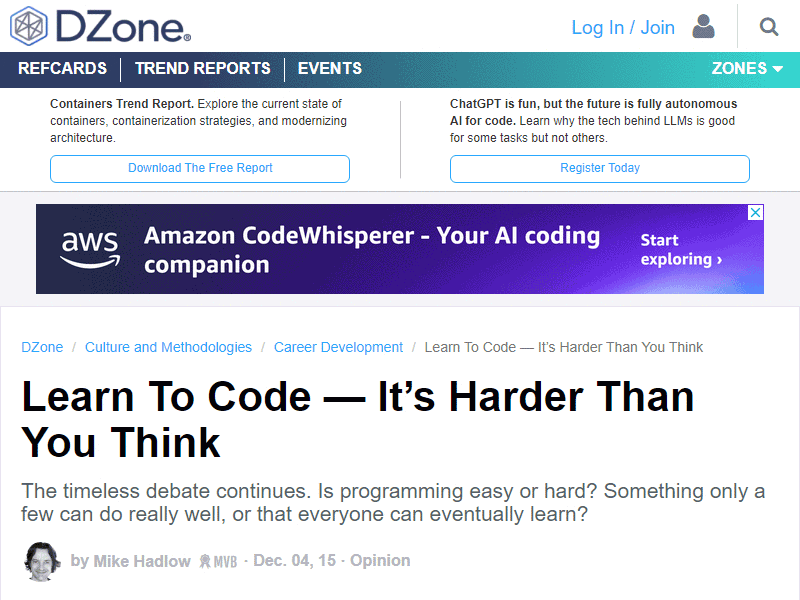 DZone.
Log In / Join
REFCARDS
TREND REPORTS
EVENTS
ZONES
Containers Trend Report. Explore the current state of
containers, containerization strategies, and modernizing
architecture.
Download The Free Report
ChatGPT is fun, but the future is fully autonomous
AI for code. Learn why the tech behind LLMs is good
for some tasks but not others.
Register Today
aws
Amazon CodeWhisperer - Your AI coding
companion
Start
exploring ›
DZone / Culture and Methodologies / Career Development / Learn To Code — It's Harder Than You Think
Learn To Code — It's Harder Than
You Think
The timeless debate continues. Is programming easy or hard? Something only a
few can do really well, or that everyone can eventually learn?
by Mike Hadlow MVB · Dec. 04, 15 · Opinion